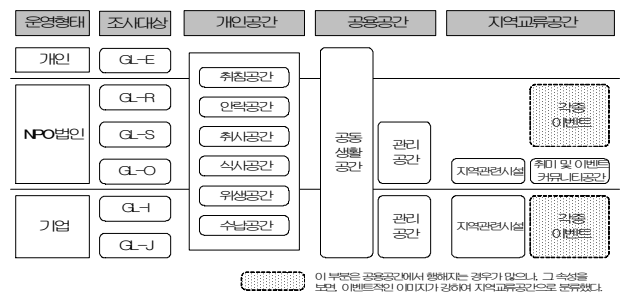 운영형태 조사대상 개인공간 공용공간 지역교류공간
개인 GL-E
취침공간
NPO법인 GL-R
안락공간
각종
이벤트
GL-S
취사공간
공동
생활
공간
관리
공간
GL-O
식사공간
지역관련시설
취미 및 이벤트
커뮤니티공간
위생공간
기업 GL-I
수납공간
관리
공간
지역관련시설
각종
이벤트
GL-J
이 부분은 공용공간에서 행해지는 경우가 많으나, 그 속성을
보면, 이벤트적인 이미지가 강하여 지역교류공간으로 분류했다.